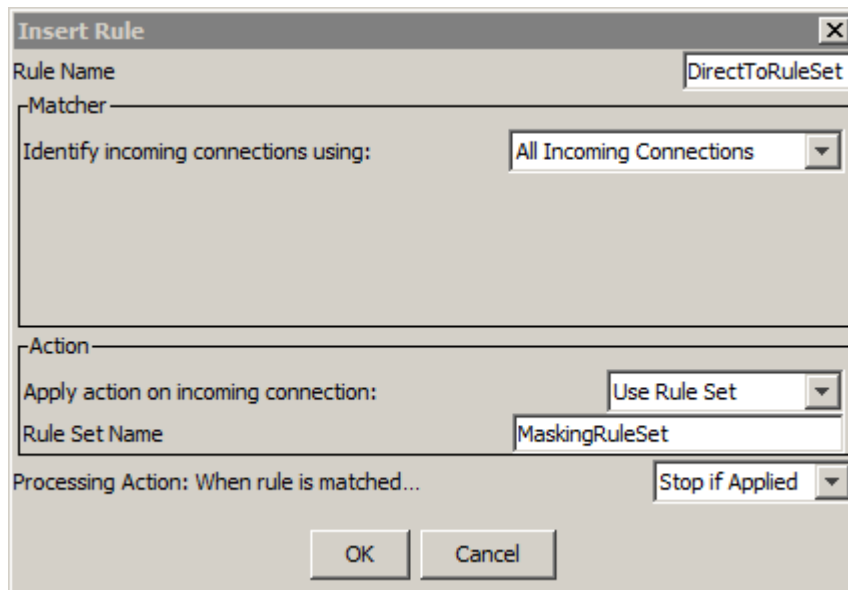 Insert Rule
Rule Name DirectToRuleSet
Matcher
Identify incoming connections using: All Incoming Connections
Action
Apply action on incoming connection: Use Rule Set
Rule Set Name MaskingRuleSet
Processing Action: When rule is matched... Stop if Applied
OK Cancel